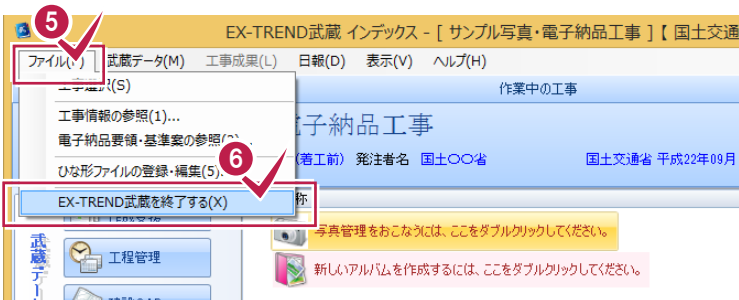 5
EX-TREND武蔵 インデックス - [ サンプル写真・電子納品工事 ]【 国土交通
ファイル( ) 武蔵データ(M) 工事成果(L) 日報(D) 表示(V) ヘルプ(H)
工事選択(S)
作業中の工事
工事情報の参照(1)...
子納品工事
電子納品要領・基準案の参照
6
(着工前) 発注者名 国土〇〇省 国土交通省 平成22年09月
ひな形ファイルの登録・編集(5)
EX-TREND武蔵を終了する(X)
称
写真管理をおこなうには、ここをダブルクリックしてください。
武蔵デー
工程管理
新しいアルバムを作成するには、ここをダブルクリックしてください。